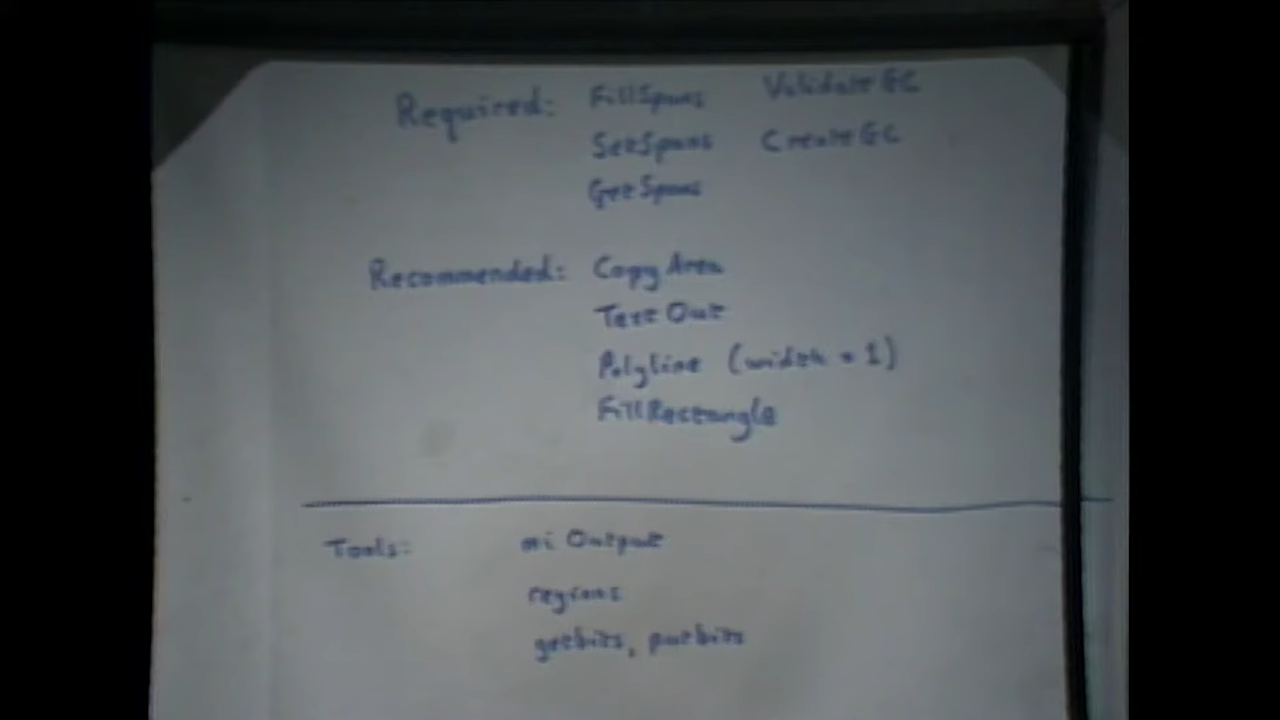 Required: FillSpans ValidateGC
SetSpans CreateGC
GetSpans
Recommended: CopyArea
TextOut
Polyline (width = 1)
FillRectangle
Tools: mi Output
regions
getbits, putbits